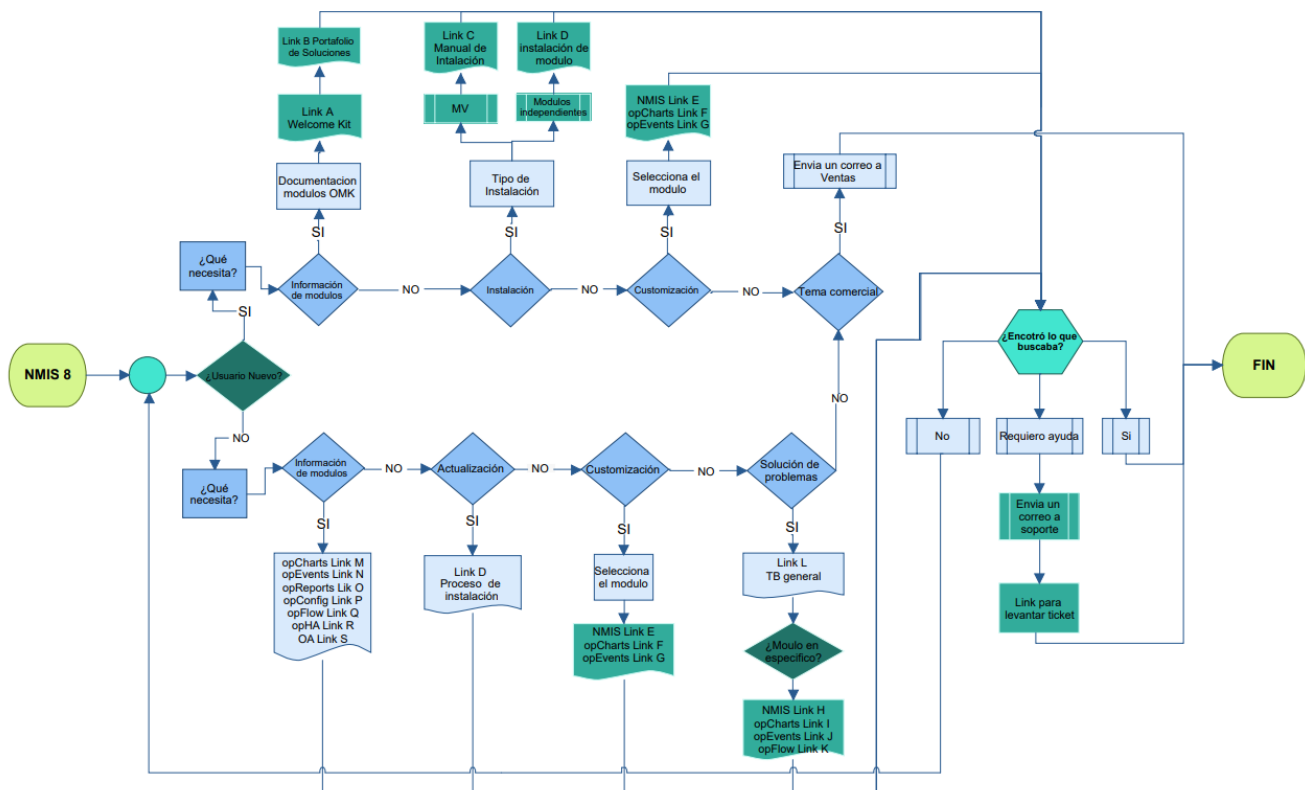 Link B Portafolio
de Soluciones
Link C
Manual de
Intalación
Link D
instalación de
modulo
Link A
Welcome Kit
MV
Modulos
independientes
NMIS Link E
opCharts Link F
opEvents Link G
Documentacion
modulos OMK
Tipo de
Instalación
Selecciona el
modulo
Envia un correo a
Ventas
SI
SI
SI
SI
¿Qué
necesita?
Información
de modulos
NO
Instalación
NO
Customización
NO
Tema comercial
SI
NMIS 8
¿Usuario Nuevo?
¿Encotró lo que
buscaba?
FIN
NO
NO
No
Requiero ayuda
Si
¿Qué
necesita?
Información
de modulos
NO
Actualización
NO
Customización
NO
Solución de
problemas
SI
SI
SI
SI
Envia un
correo a
soporte
opCharts Link M
opEvents Link N
opReports Lik O
opConfig Link P
opFlow Link Q
opHA Link R
OA Link S
Link D
Proceso de
instalación
Selecciona
el modulo
Link L
TB general
Link para
levantar ticket
NMIS Link E
opCharts Link F
opEvents Link G
¿Moulo en
especifico?
NMIS Link H
opCharts Link I
opEvents Link J
opFlow Link K